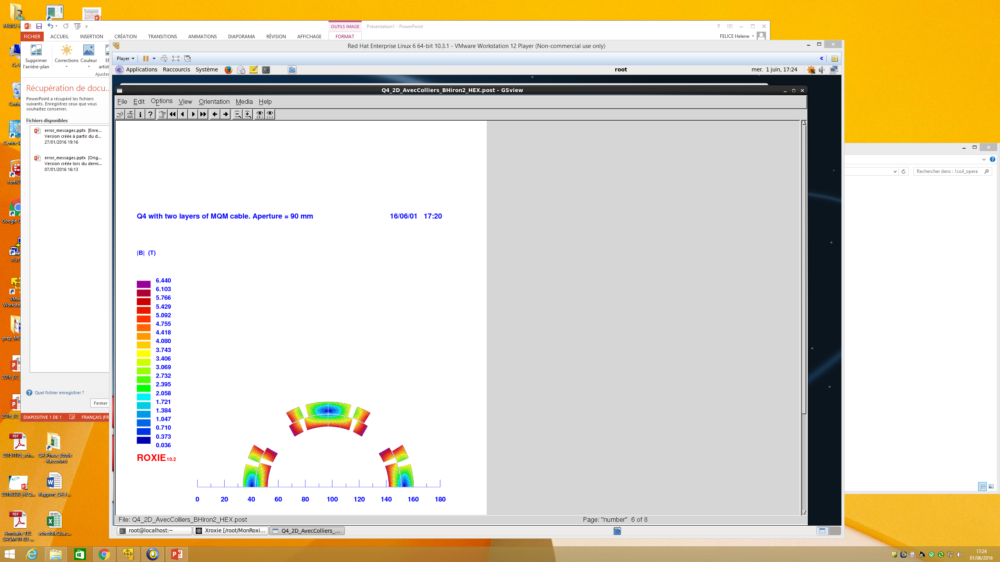 FELICE H
OUTILS IMAGE
Présentation1 - PowerPoint
FICHIER ACCUEIL INSERTION CRÉATION TRANSITIONS ANIMATIONS DIAPORAMA RÉVISION AFFICHAGE FORMAT
FELICE Helene
Red Hat Enterprise Linux 6 64-bit 10.3.1 - VMware Workstation 12 Player (Non-commercial use only)
Supprimer
l'arrière-plan
Corrections
Couleur
Ef
artist
Ajuster
Player
Applications Raccourcis Système
root
mer. 1 juin, 17:24
Récupération de docu...
PowerPoint a récupéré les fichiers
suivants. Enregistrez ceux que vous
souhaitez conserver.
Fichiers disponibles
error_messages.pptx [Enre...
Version créée à partir du d...
27/01/2016 19:16
error_messages.pptx [Orig...
Version créée lors du derni...
07/01/2016 16:13
Quel fichier enregistrer ?
Fermer
DIAPOSITIVE 1 DE 1
FRANÇAIS (FR
Q4_2D_AvecColliers_BHiron2_HEX.post - GSview
File Edit Options View Orientation Media Help
Q4 with two layers of MQM cable. Aperture = 90 mm
16/06/01 17:20
|B| (T)
6.440
6.103
5.766
5.429
5.092
4.755
4.418
4.080
3.743
3.406
3.069
2.732
2.395
2.058
1.721
1.384
1.047
0.710
0.373
0.036
ROXIE 10.2
0 20 40 60 80 100 120 140 160 180
File: Q4_2D_AvecColliers_BHiron2_HEX.post
Page: "number" 6 of 8
root@localhost:~
Xroxie [/root/MonRoxi...
Q4_2D_AvecColliers_...
Rechercher dans : 1coil_opera
Ce P
Corbe
Centre l
FortiC
Google C
PuT
VMw
Workstat
prep_ME
2016_03_
2016_03_
20151105_sch...
Q4_Phase_Etude
- Raccourci
20160330_HLQ...
Rapport_Q4_F...
Annuaire TEL
SACM 01-03-...
scheduleQuac...
17:24
01/06/2016